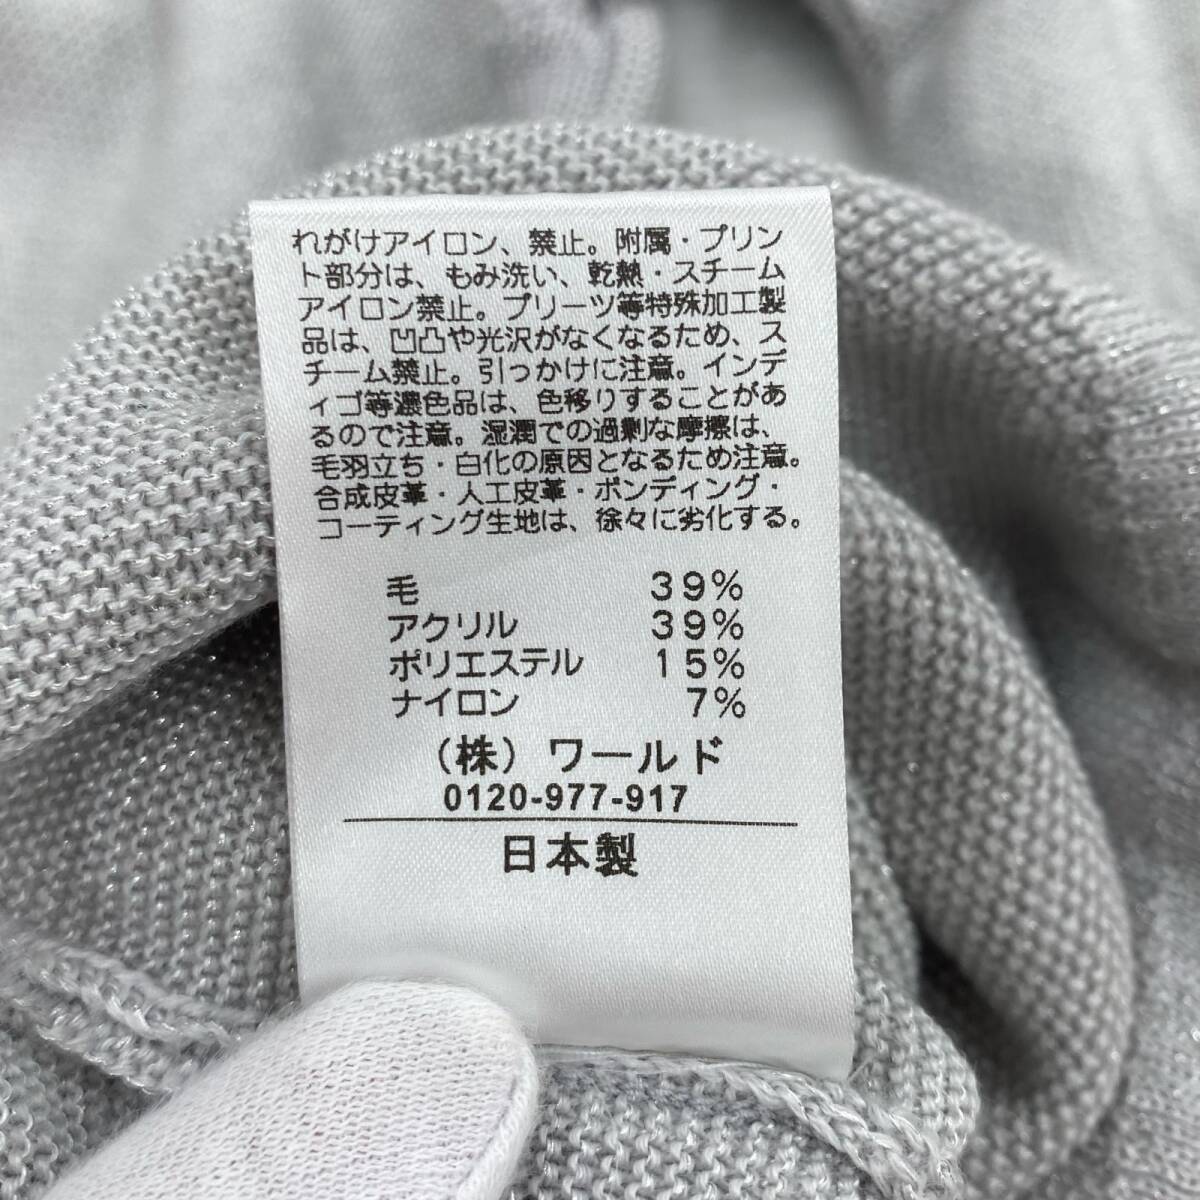 れがけアイロン、禁止。附属・プリン
ト部分は、もみ洗い、乾熱・スチーム
アイロン禁止。プリーツ等特殊加工製
品は、凹凸や光沢がなくなるため、ス
チーム禁止。引っかけに注意。インデ
ィゴ等濃色品は、色移りすることがあ
るので注意。湿潤での過剰な摩擦は、
毛羽立ち・白化の原因となるため注意。
合成皮革・人工皮革・ボンディング・
コーティング生地は、徐々に劣化する。
毛 39%
アクリル 39%
ポリエステル 15%
ナイロン 7%
（株）ワールド
0120-977-917
日本製